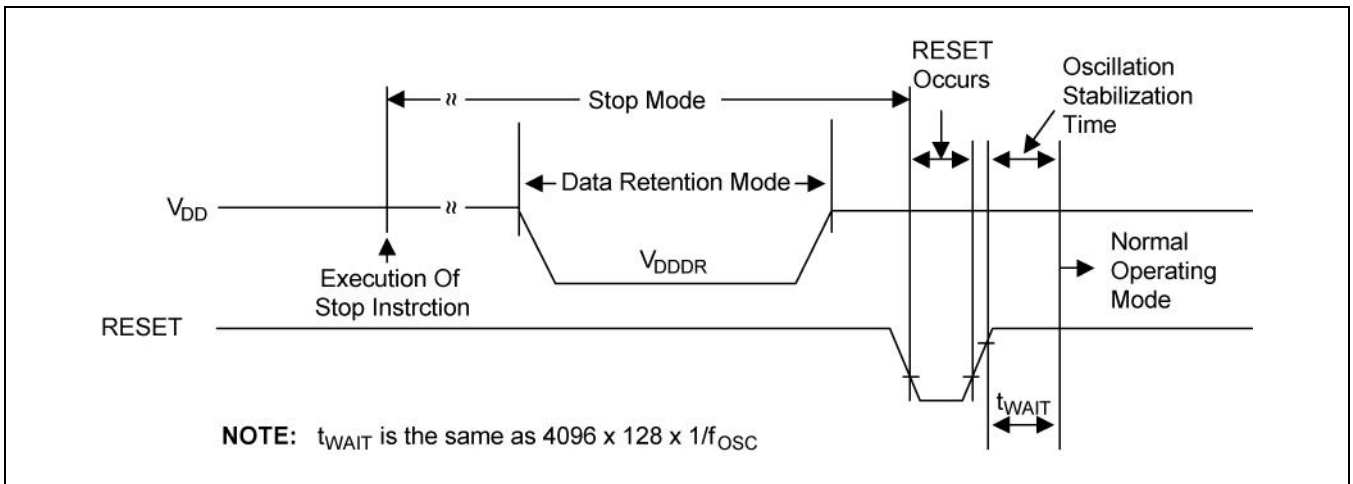 RESET
Occurs
Oscillation
Stabilization
Time
Stop Mode
Data Retention Mode
VDD
VDDDR
Execution Of
Stop Instrction
Normal
Operating
Mode
RESET
tWAIT
NOTE: tWAIT is the same as 4096 x 128 x 1/fOSC